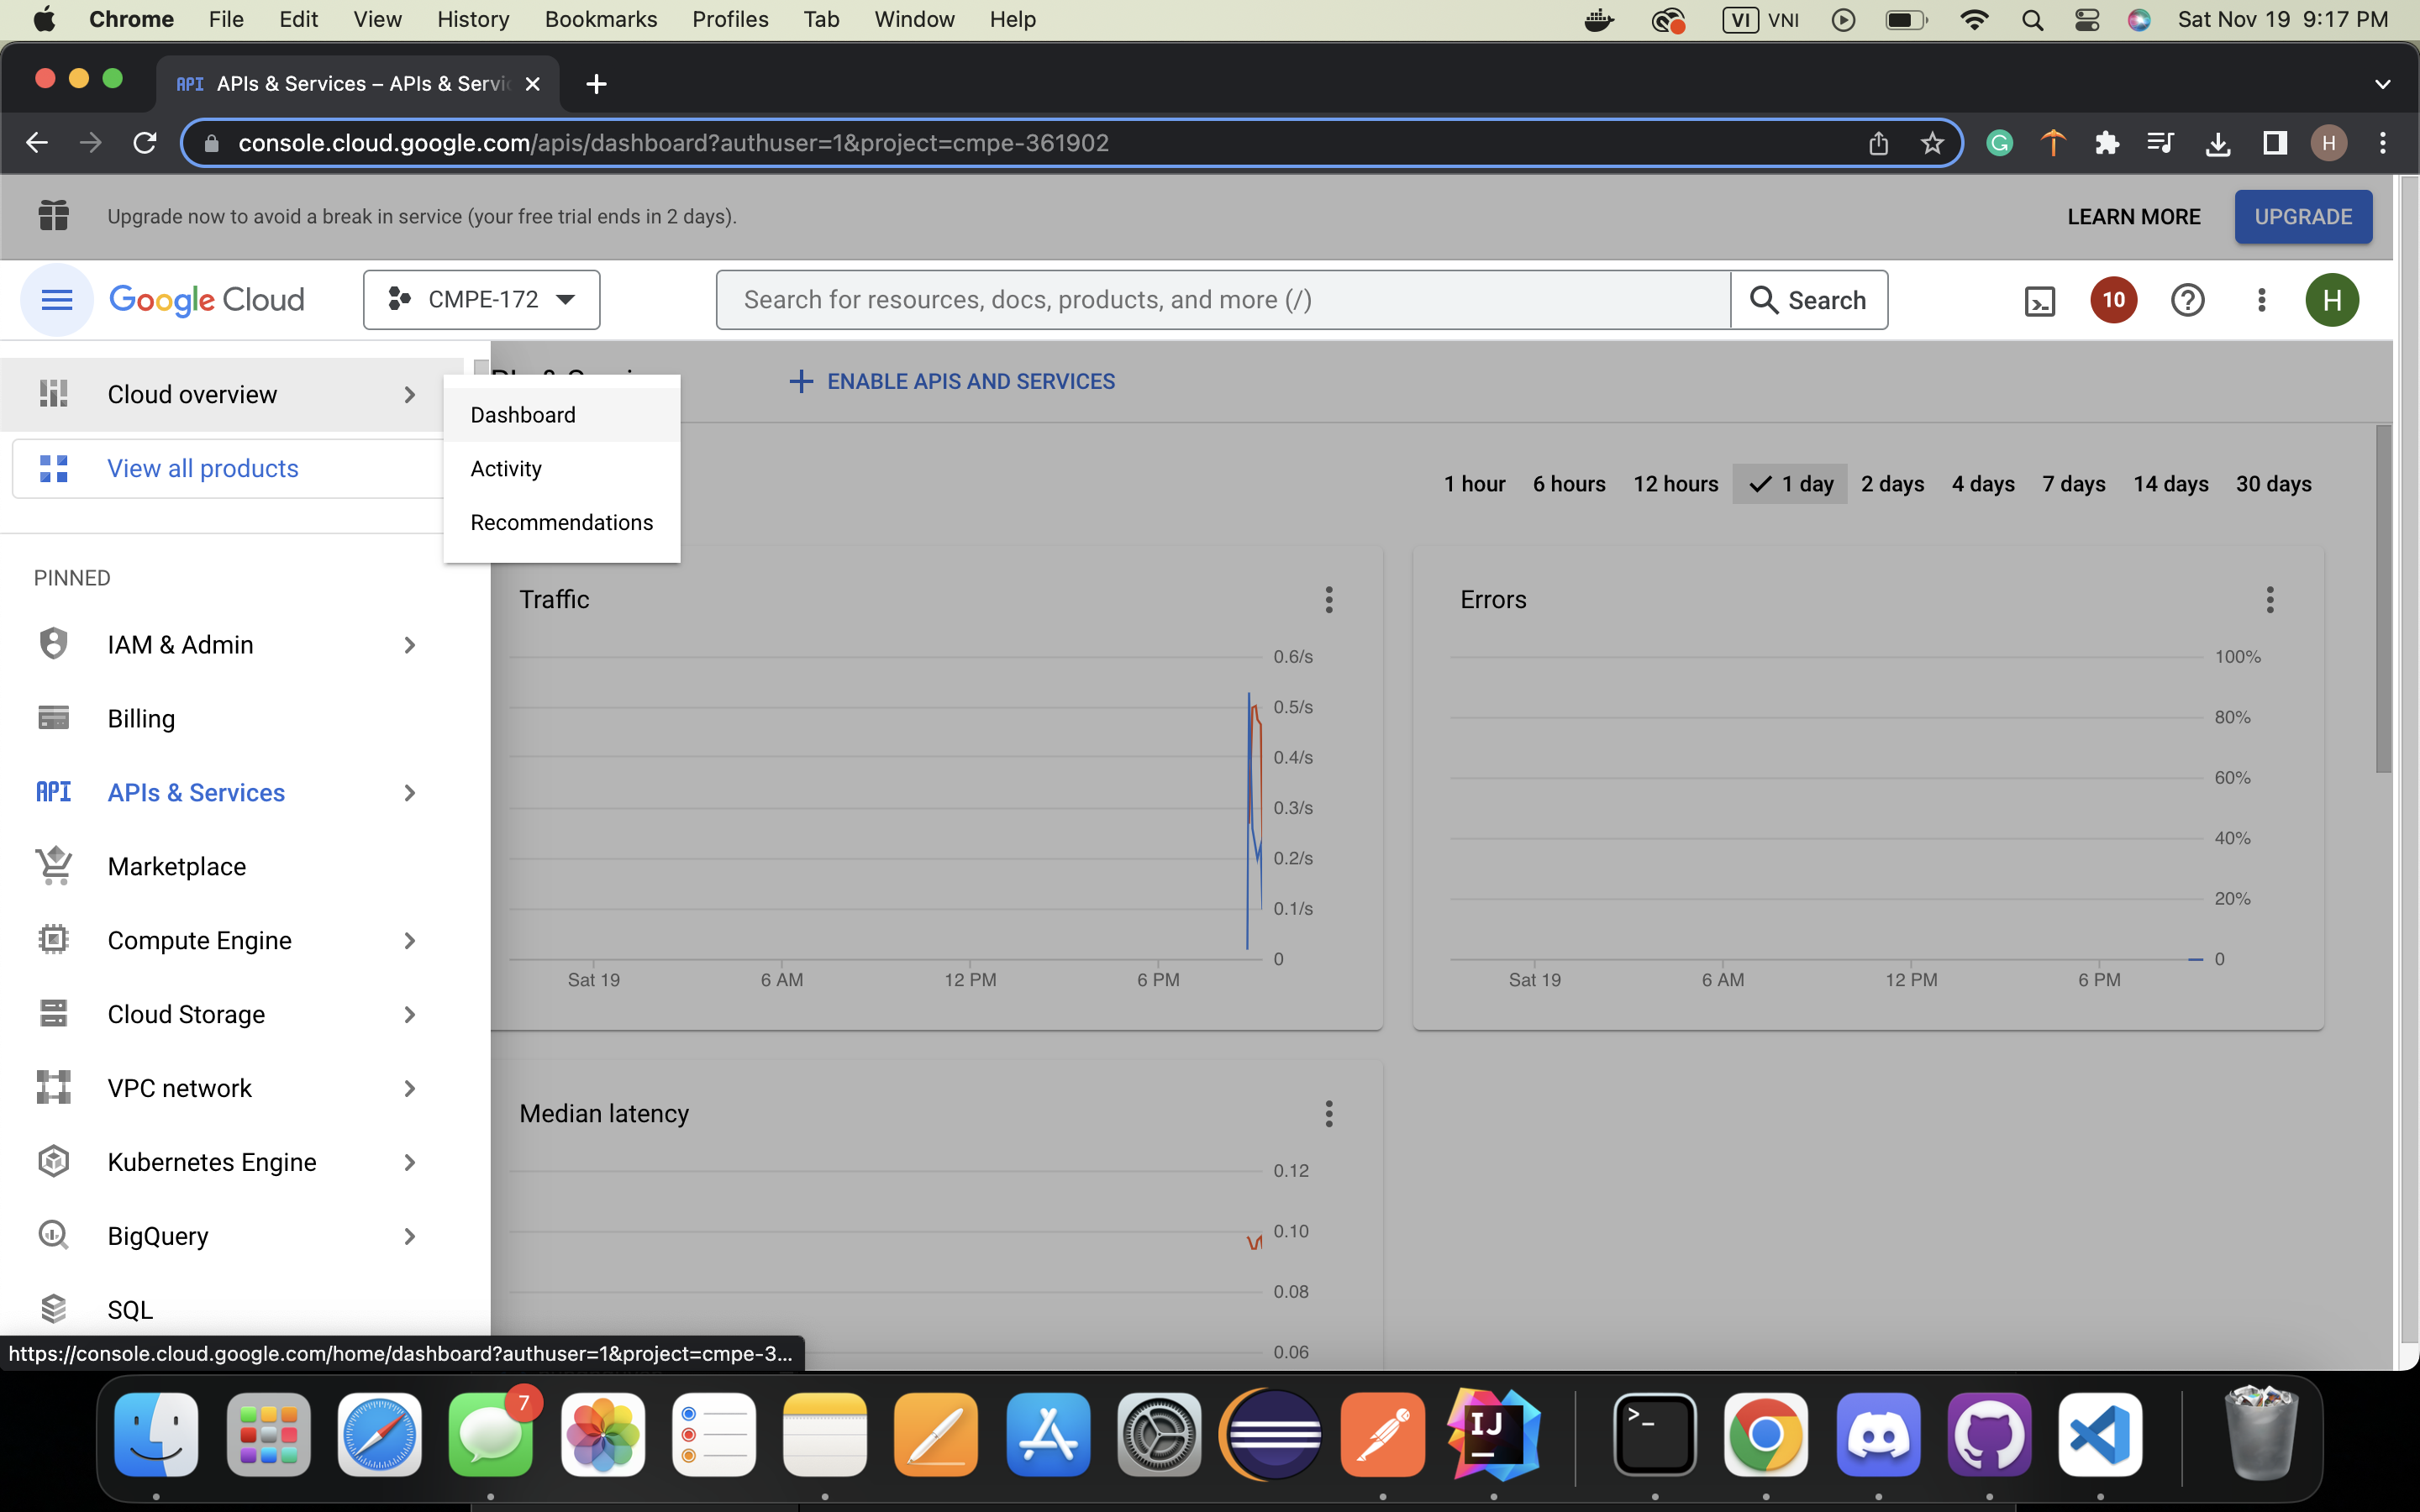 Chrome File Edit View History Bookmarks Profiles Tab Window Help VI VNI Sat Nov 19 9:17 PM
API APIs & Services – APIs & Servi
console.cloud.google.com/apis/dashboard?authuser=1&project=cmpe-361902 G H
Upgrade now to avoid a break in service (your free trial ends in 2 days). LEARN MORE UPGRADE
Google Cloud CMPE-172 Search for resources, docs, products, and more (/) Search 10 H
ENABLE APIS AND SERVICES
Cloud overview
View all products
Dashboard
Activity
Recommendations
1 hour 6 hours 12 hours 1 day 2 days 4 days 7 days 14 days 30 days
PINNED
IAM & Admin
Billing
API APIs & Services
Marketplace
Compute Engine
Cloud Storage
VPC network
Kubernetes Engine
BigQuery
SQL
Traffic
0.6/s
0.5/s
0.4/s
0.3/s
0.2/s
0.1/s
0
Sat 19 6 AM 12 PM 6 PM
Errors
100%
80%
60%
40%
20%
0
Sat 19 6 AM 12 PM 6 PM
Median latency
0.12
0.10
0.08
0.06
https://console.cloud.google.com/home/dashboard?authuser=1&project=cmpe-3...
7
IJ
>_